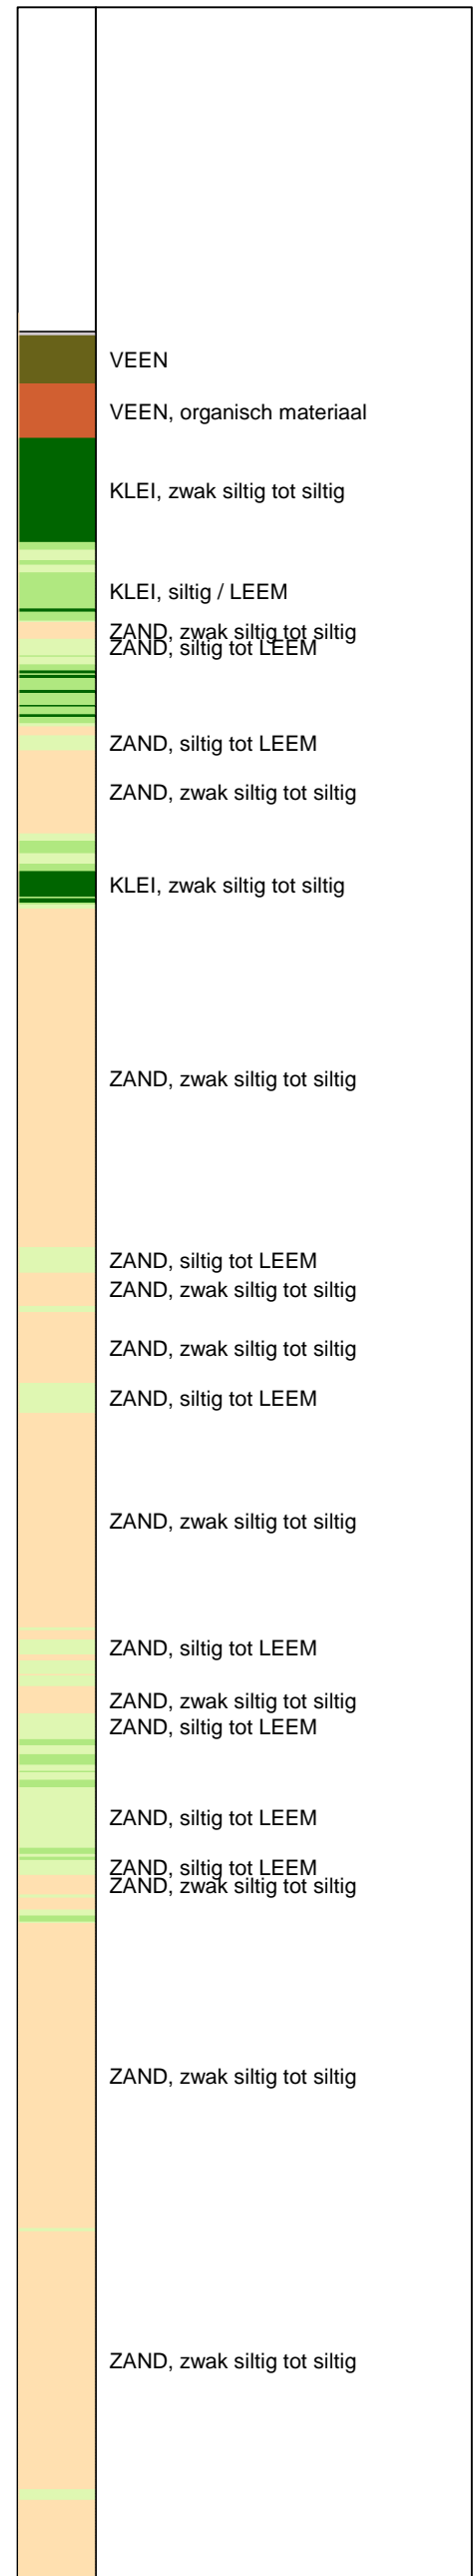 VEEN
VEEN, organisch materiaal
KLEI, zwak siltig tot siltig
KLEI, siltig / LEEM
ZAND, zwak siltig tot siltig
ZAND, siltig tot LEEM
ZAND, siltig tot LEEM
ZAND, zwak siltig tot siltig
KLEI, zwak siltig tot siltig
ZAND, zwak siltig tot siltig
ZAND, siltig tot LEEM
ZAND, zwak siltig tot siltig
ZAND, zwak siltig tot siltig
ZAND, siltig tot LEEM
ZAND, zwak siltig tot siltig
ZAND, siltig tot LEEM
ZAND, zwak siltig tot siltig
ZAND, siltig tot LEEM
ZAND, siltig tot LEEM
ZAND, siltig tot LEEM
ZAND, zwak siltig tot siltig
ZAND, zwak siltig tot siltig
ZAND, zwak siltig tot siltig